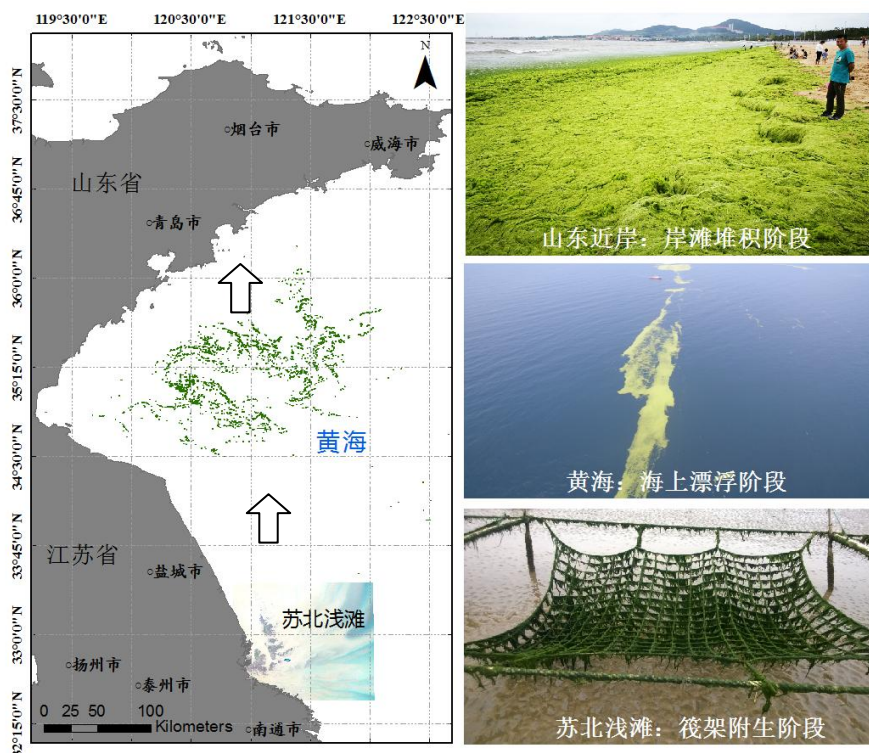 119°30'0"E 120°30'0"E 121°30'0"E 122°30'0"E
N
37°30'0"N
36°45'0"N
36°0'0"N
35°15'0"N
34°30'0"N
33°45'0"N
33°0'0"N
32°15'0"N
烟台市
威海市
山东省
青岛市
黄海
江苏省
盐城市
苏北浅滩
扬州市
泰州市
南通市
0 25 50 100
Kilometers
山东近岸：岸滩堆积阶段
黄海：海上漂浮阶段
苏北浅滩：筏架附生阶段